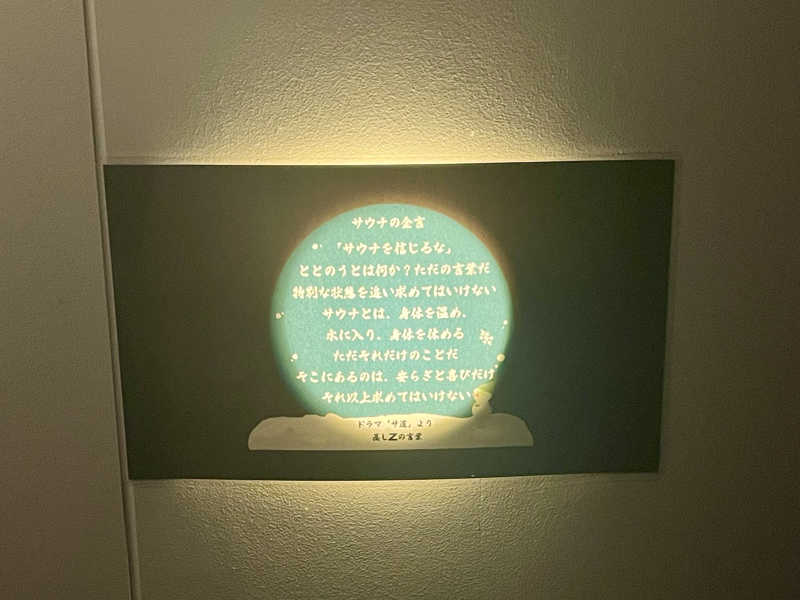 サウナの金言
「サウナを信じるな」
ととのうとは何か？ただの言葉だ
特別な状態を追い求めてはいけない
サウナとは、身体を温め、
水に入り、身体を休める
ただそれだけのことだ
そこにあるのは、安らぎと喜びだけ
それ以上求めてはいけない
ドラマ「サ道」より
蒸しZの言葉